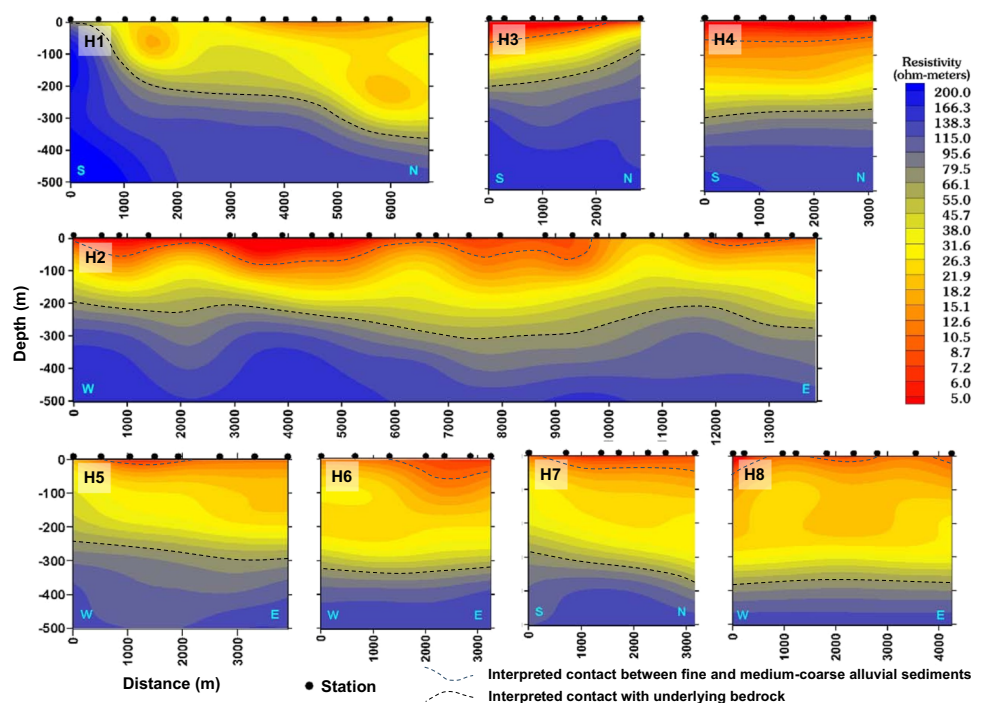 H1
0
-100
-200
-300
-400
-500
S
N
0
1000
2000
3000
4000
5000
6000
H3
S
N
0
1000
2000
H4
S
N
0
1000
2000
3000
Resistivity
(ohm-meters)
200.0
166.3
138.3
115.0
95.6
79.5
66.1
55.0
45.7
38.0
31.6
26.3
21.9
18.2
15.1
12.6
10.5
8.7
7.2
6.0
5.0
Depth (m)
H2
0
-100
-200
-300
-400
-500
W
E
0
1000
2000
3000
4000
5000
6000
7000
8000
9000
10000
11000
12000
13000
H5
0
-100
-200
-300
-400
-500
W
E
0
1000
2000
3000
H6
W
E
0
1000
2000
3000
H7
S
N
0
1000
2000
3000
H8
W
E
0
1000
2000
3000
4000
Distance (m)
Station
Interpreted contact between fine and medium-coarse alluvial sediments
Interpreted contact with underlying bedrock